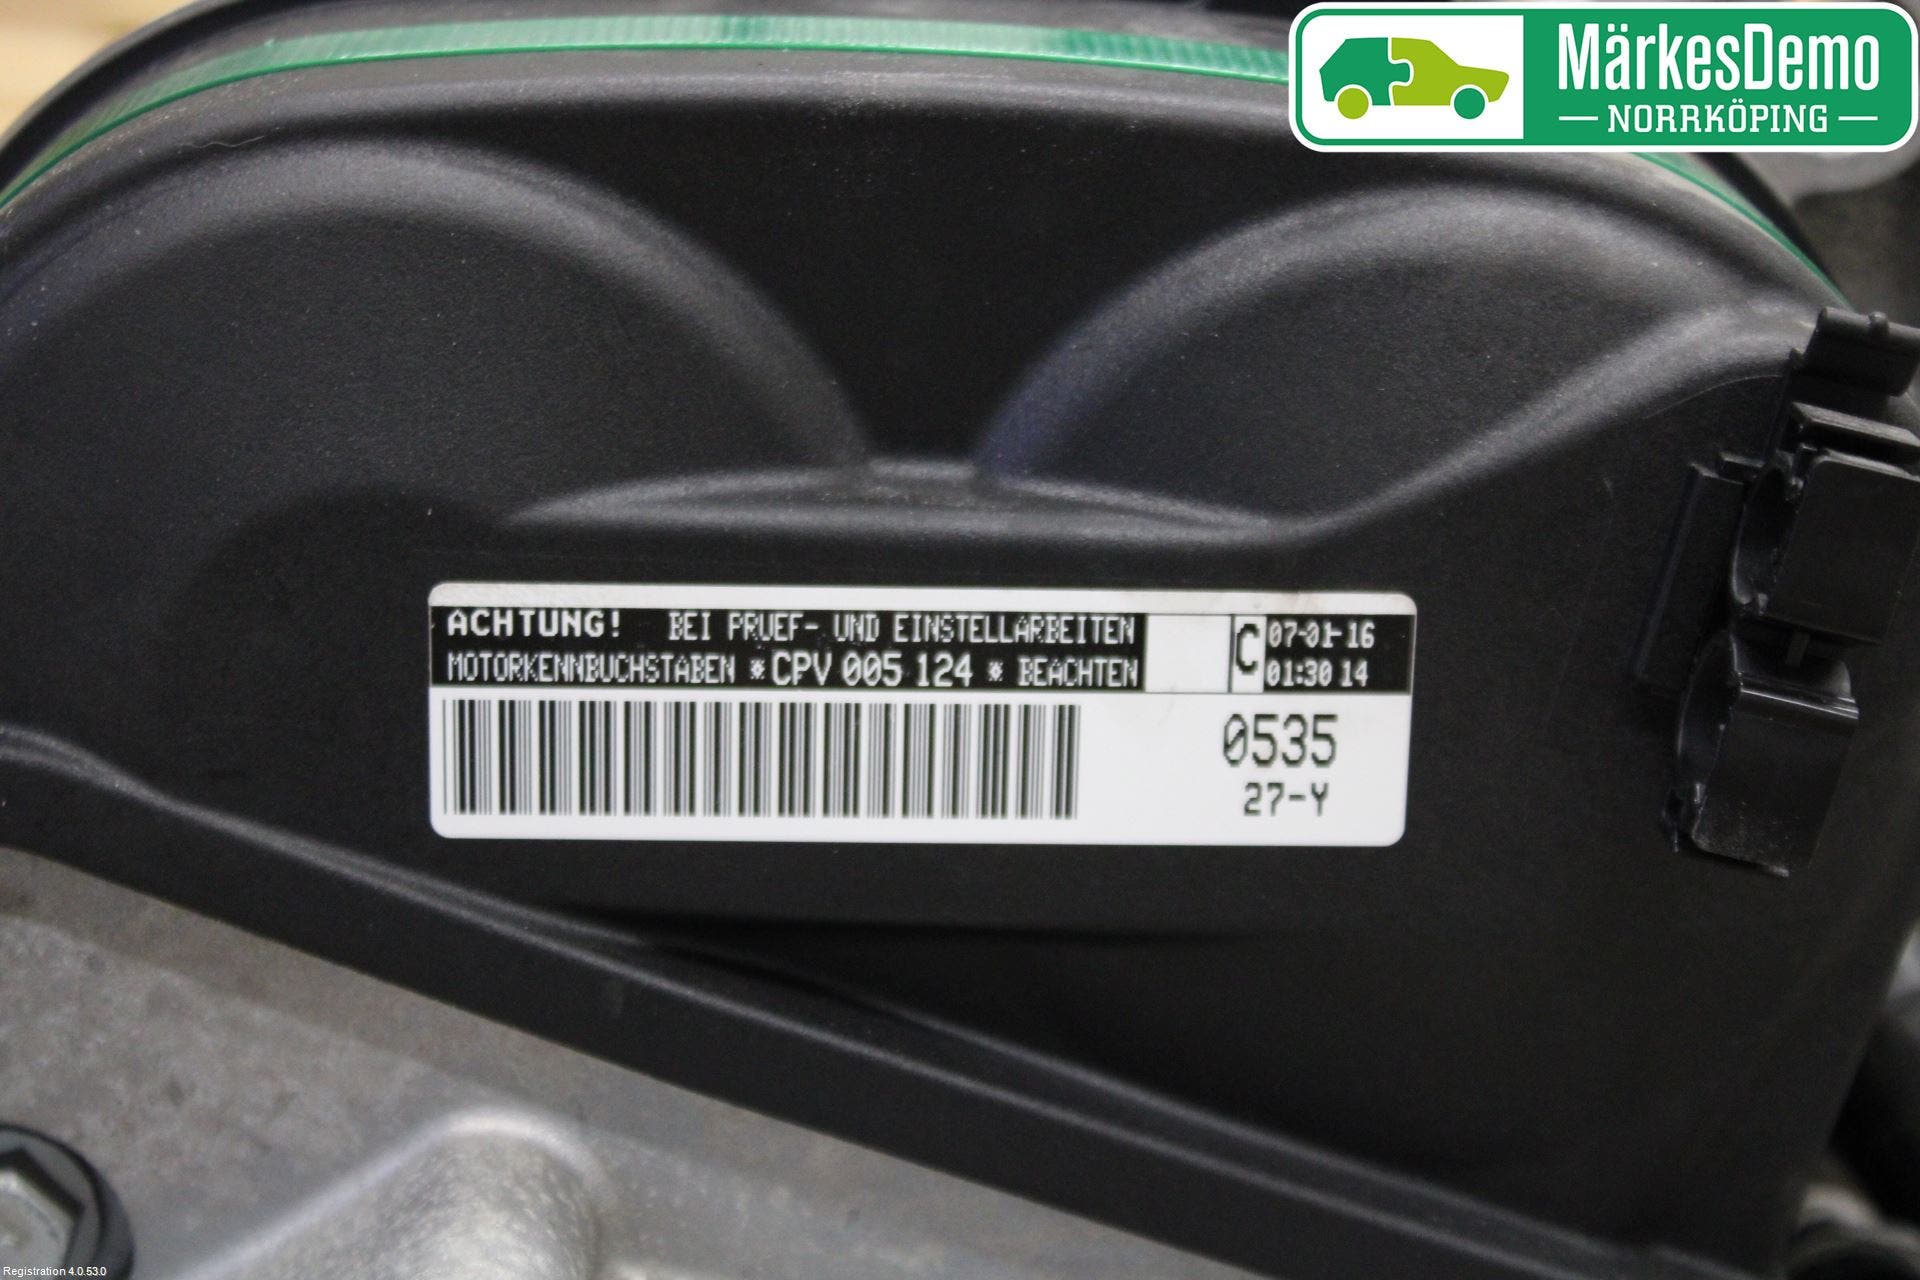 MärkesDemo
NORRKÖPING
ACHTUNG! BEI PRUEF- UND EINSTELLARBEITEN
MOTORKENNBUCHSTABEN *CPV 005 124 * BEACHTEN
C
07-01-16
01:30 14
0535
27-Y
Registration 4.0.53.0